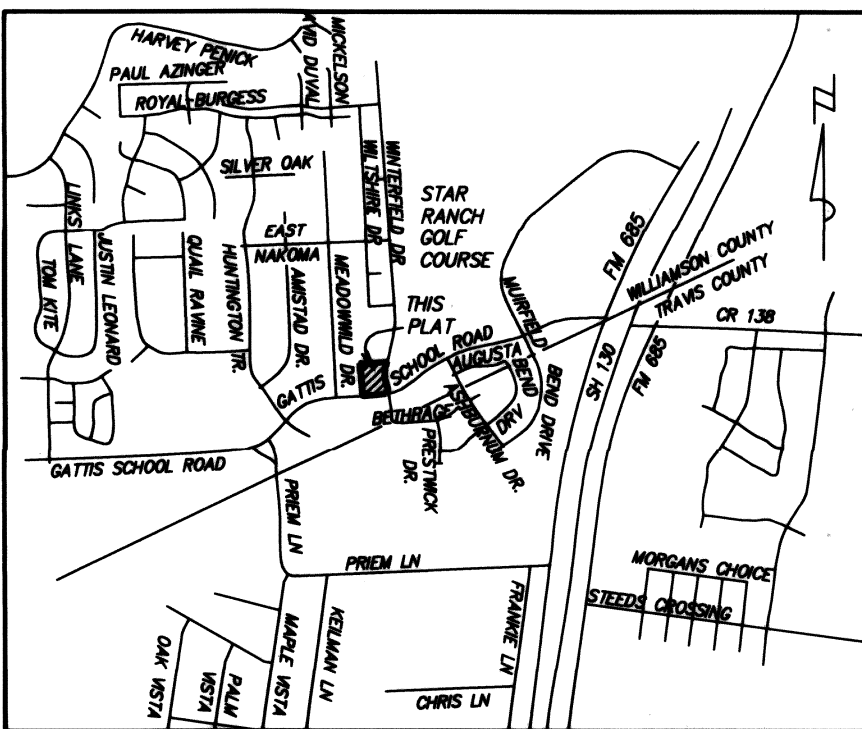 HARVEY PENICK
PAUL AZINGER
ROYAL-BURGESS
DUVAL
MICKELSON
SILVER OAK
WILTSHIRE DR
WINTERFIELD DR
STAR
RANCH
GOLF
COURSE
LINKS
LANE
TOM KITE
JUSTIN LEONARD
QUAIL RAVINE
HUNTINGTON TR.
EAST
NAKOMA
AMISTAD DR.
MEADOWWILD DR.
THIS
PLAT
MUIRFIELD
BEND DRIVE
FM 685
WILLIAMSON COUNTY
TRAVIS COUNTY
CR 138
SH 130
FM 685
GATTIS
SCHOOL ROAD
AUGUSTA
BEND
DRV
BETHPAGE
ASHBURNUM DR.
PRESTWICK
DR.
GATTIS SCHOOL ROAD
PRIEM LN
PRIEM LN
MORGANS CHOICE
STEEDS CROSSING
FRANKIE LN
KEILMAN LN
MAPLE VISTA
PALM
VISTA
OAK VISTA
CHRIS LN
N